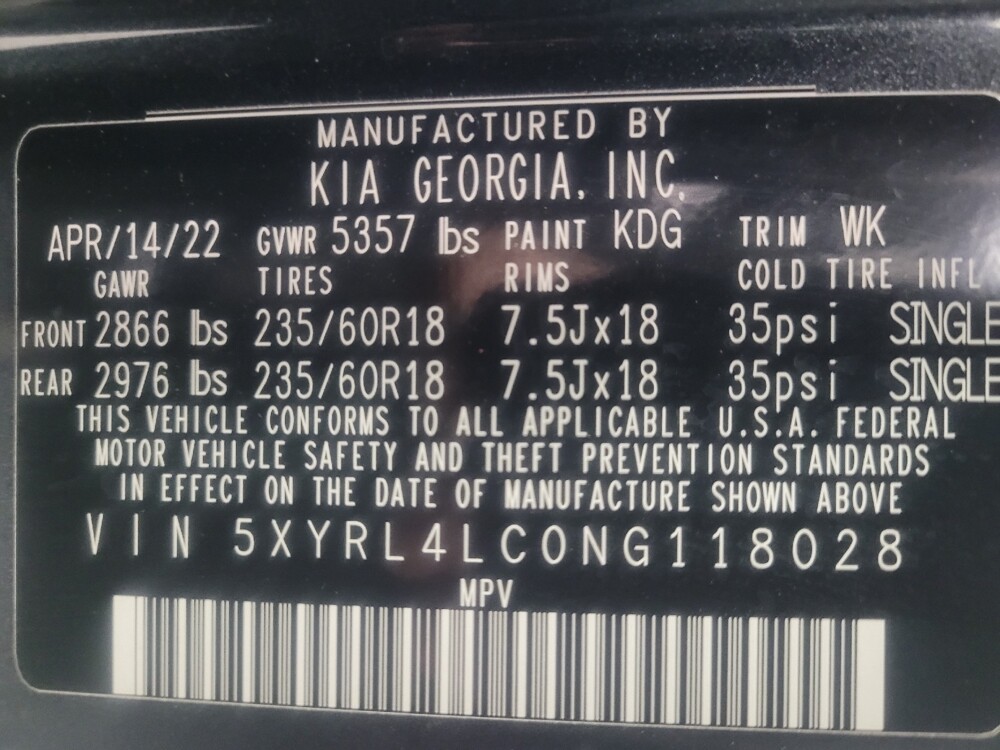 MANUFACTURED BY
KIA GEORGIA, INC.
APR/14/22 GVWR 5357 lbs PAINT KDG TRIM WK
GAWR TIRES RIMS COLD TIRE INFL
FRONT 2866 lbs 235/60R18 7.5Jx18 35psi SINGLE
REAR 2976 lbs 235/60R18 7.5Jx18 35psi SINGLE
THIS VEHICLE CONFORMS TO ALL APPLICABLE U.S.A. FEDERAL
MOTOR VEHICLE SAFETY AND THEFT PREVENTION STANDARDS
IN EFFECT ON THE DATE OF MANUFACTURE SHOWN ABOVE
VIN 5XYRL4LC0NG118028
MPV